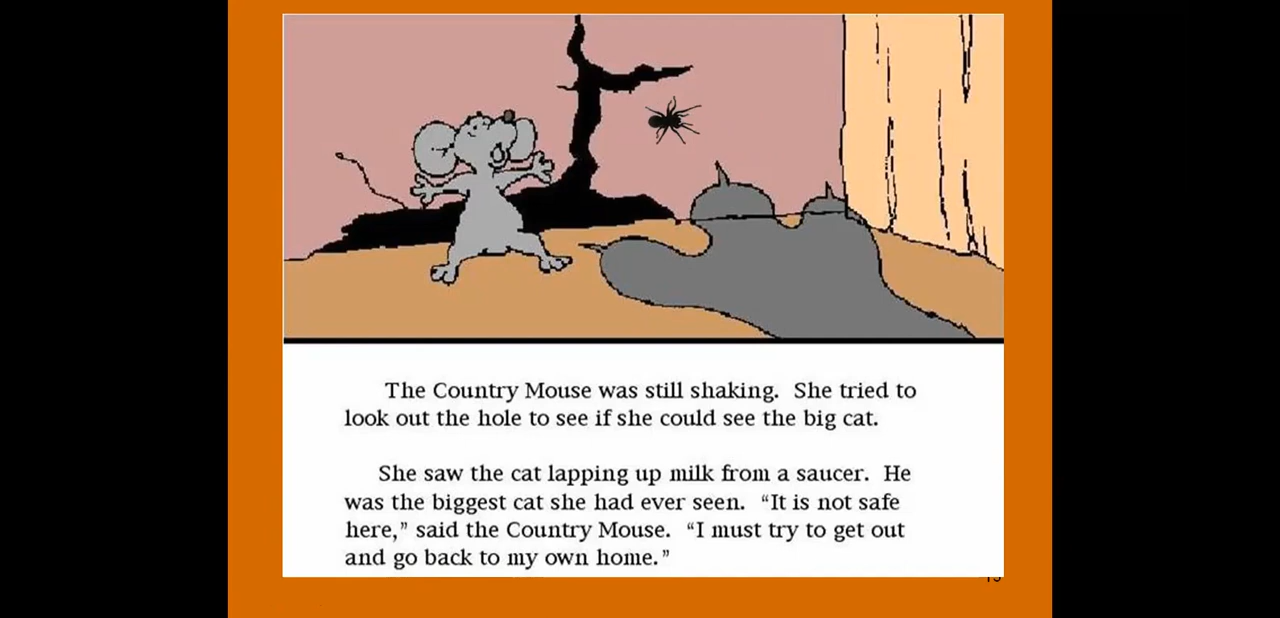 The Country Mouse was still shaking. She tried to
look out the hole to see if she could see the big cat.
She saw the cat lapping up milk from a saucer. He
was the biggest cat she had ever seen. “It is not safe
here,” said the Country Mouse. “I must try to get out
and go back to my own home.”